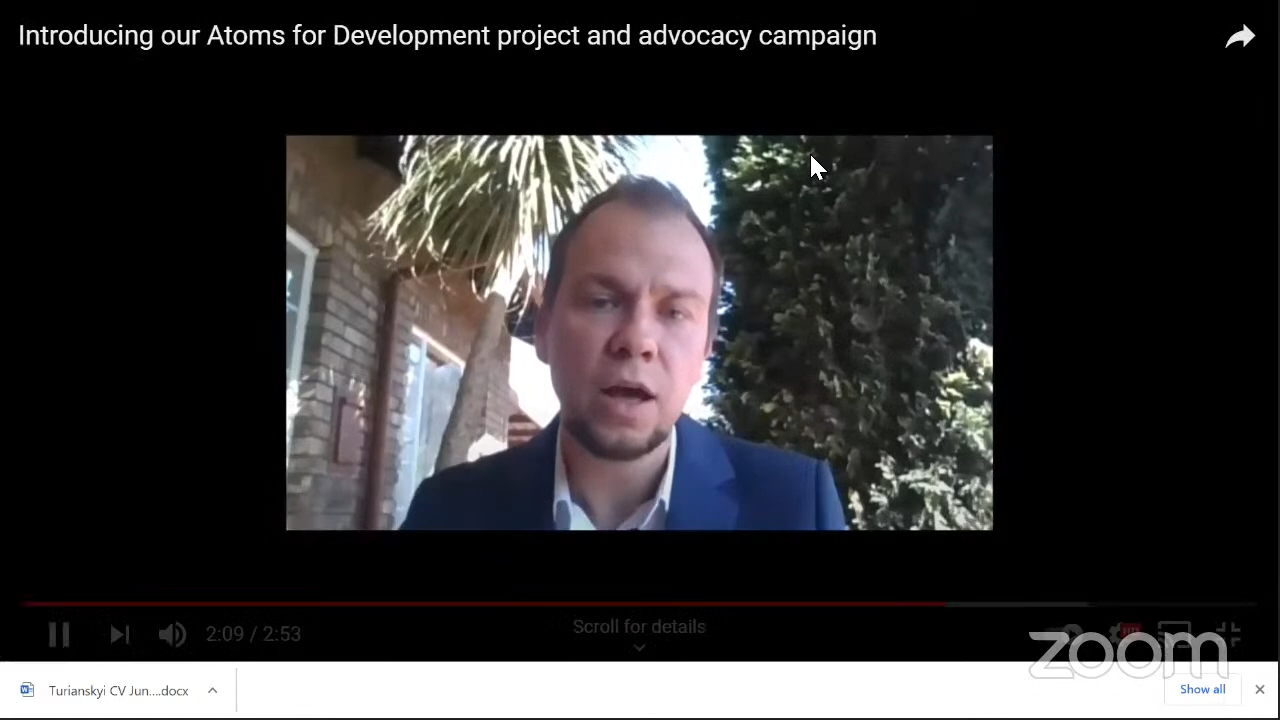 Introducing our Atoms for Development project and advocacy campaign
2:09 / 2:53
Scroll for details
zoom
Turianskyi CV Jun....docx
Show all